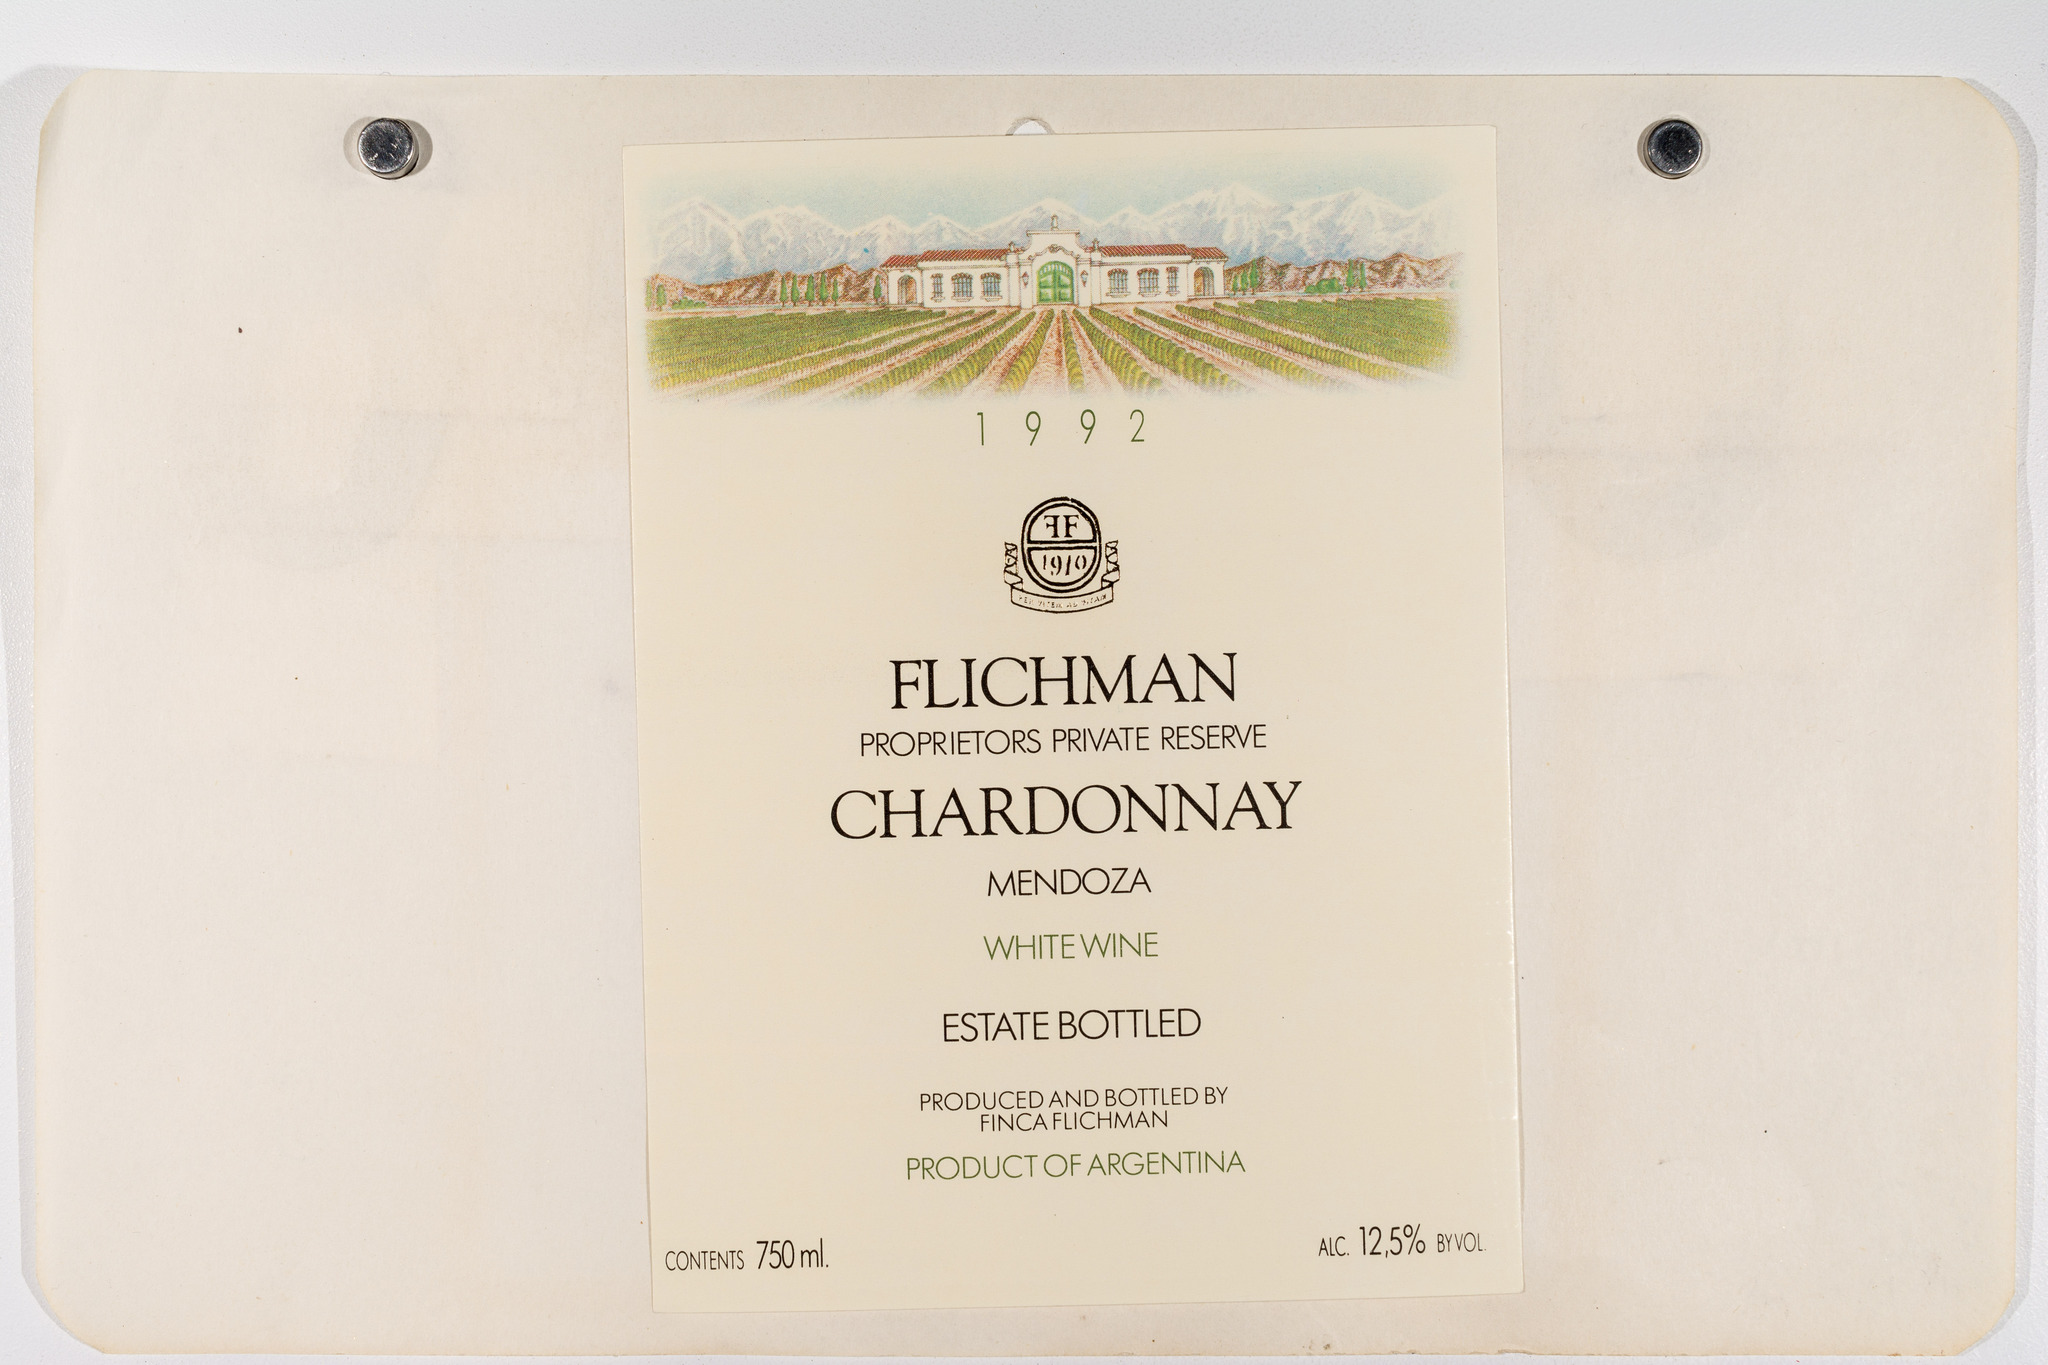 1992
FF
1910
FLICHMAN
PROPRIETORS PRIVATE RESERVE
CHARDONNAY
MENDOZA
WHITE WINE
ESTATE BOTTLED
PRODUCED AND BOTTLED BY
FINCA FLICHMAN
PRODUCT OF ARGENTINA
CONTENTS 750 ml.
ALC. 12,5% BY VOL.